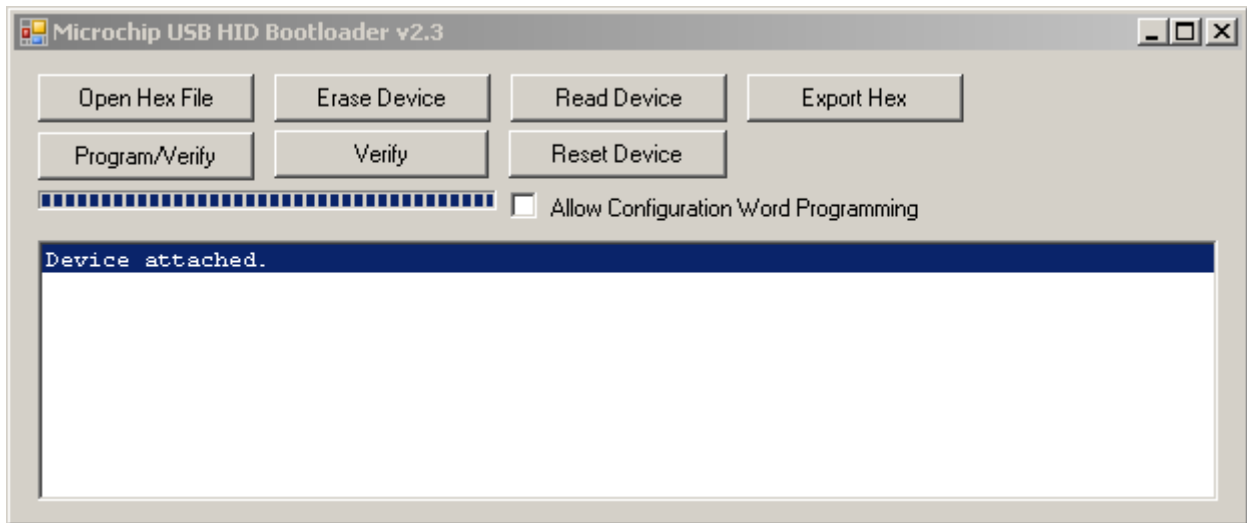 Microchip USB HID Bootloader v2.3
Open Hex File
Erase Device
Read Device
Export Hex
Program/Verify
Verify
Reset Device
Allow Configuration Word Programming
Device attached.